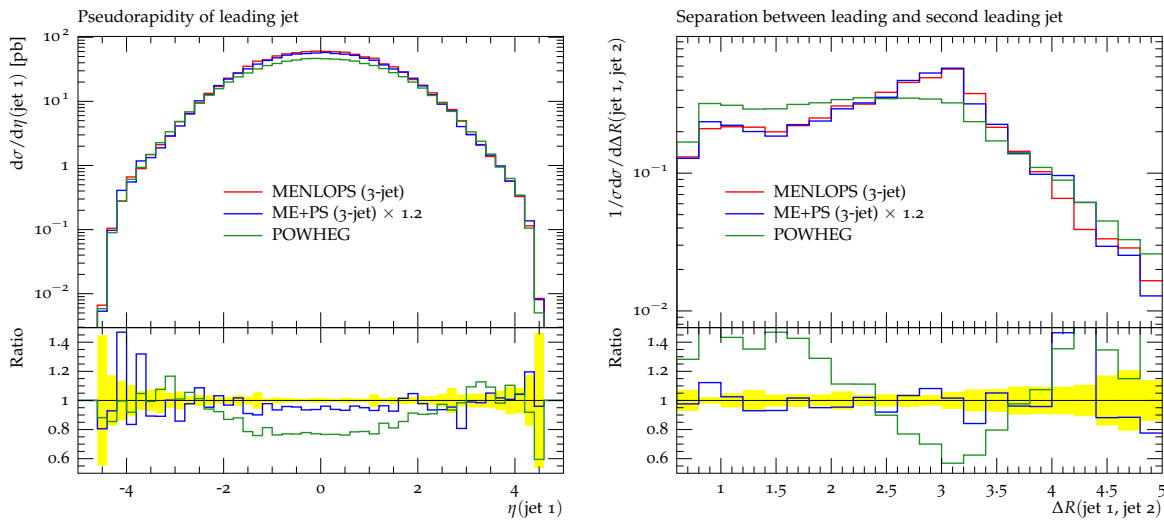 Pseudorapidity of leading jet
dσ/dη(jet 1) [pb]
10²
10¹
1
10⁻¹
10⁻²
MENLOPS (3-jet)
ME+PS (3-jet) × 1.2
POWHEG
Ratio
1.4
1.2
1
0.8
0.6
-4 -2 0 2 4
η(jet 1)
Separation between leading and second leading jet
1/σdσ/dΔR(jet 1, jet 2)
10⁻¹
10⁻²
MENLOPS (3-jet)
ME+PS (3-jet) × 1.2
POWHEG
Ratio
1.4
1.2
1
0.8
0.6
1 1.5 2 2.5 3 3.5 4 4.5 5
ΔR(jet 1, jet 2)